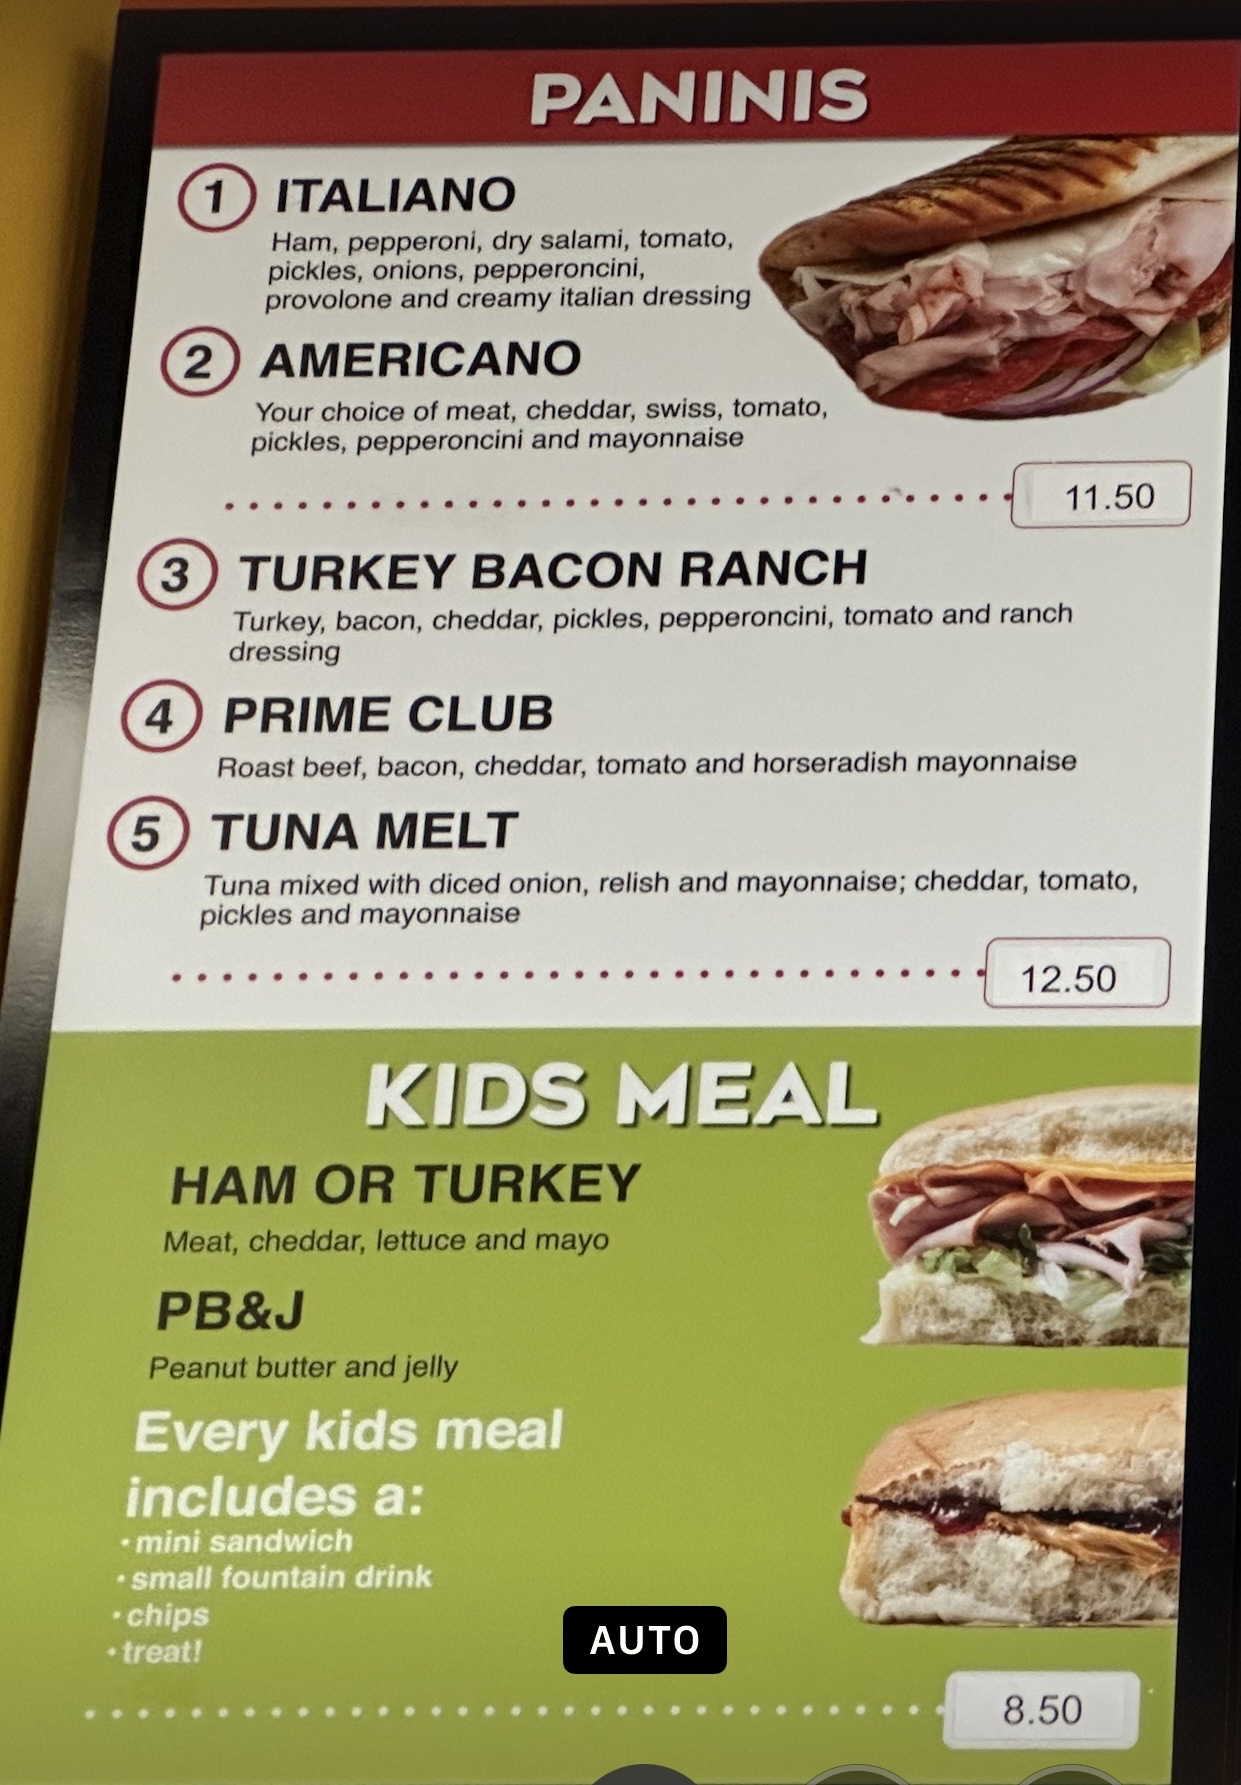 PANINIS
1 ITALIANO
Ham, pepperoni, dry salami, tomato,
pickles, onions, pepperoncini,
provolone and creamy italian dressing
2 AMERICANO
Your choice of meat, cheddar, swiss, tomato,
pickles, pepperoncini and mayonnaise
11.50
3 TURKEY BACON RANCH
Turkey, bacon, cheddar, pickles, pepperoncini, tomato and ranch
dressing
4 PRIME CLUB
Roast beef, bacon, cheddar, tomato and horseradish mayonnaise
5 TUNA MELT
Tuna mixed with diced onion, relish and mayonnaise; cheddar, tomato,
pickles and mayonnaise
12.50
KIDS MEAL
HAM OR TURKEY
Meat, cheddar, lettuce and mayo
PB&J
Peanut butter and jelly
Every kids meal
includes a:
• mini sandwich
• small fountain drink
• chips
• treat!
AUTO
8.50